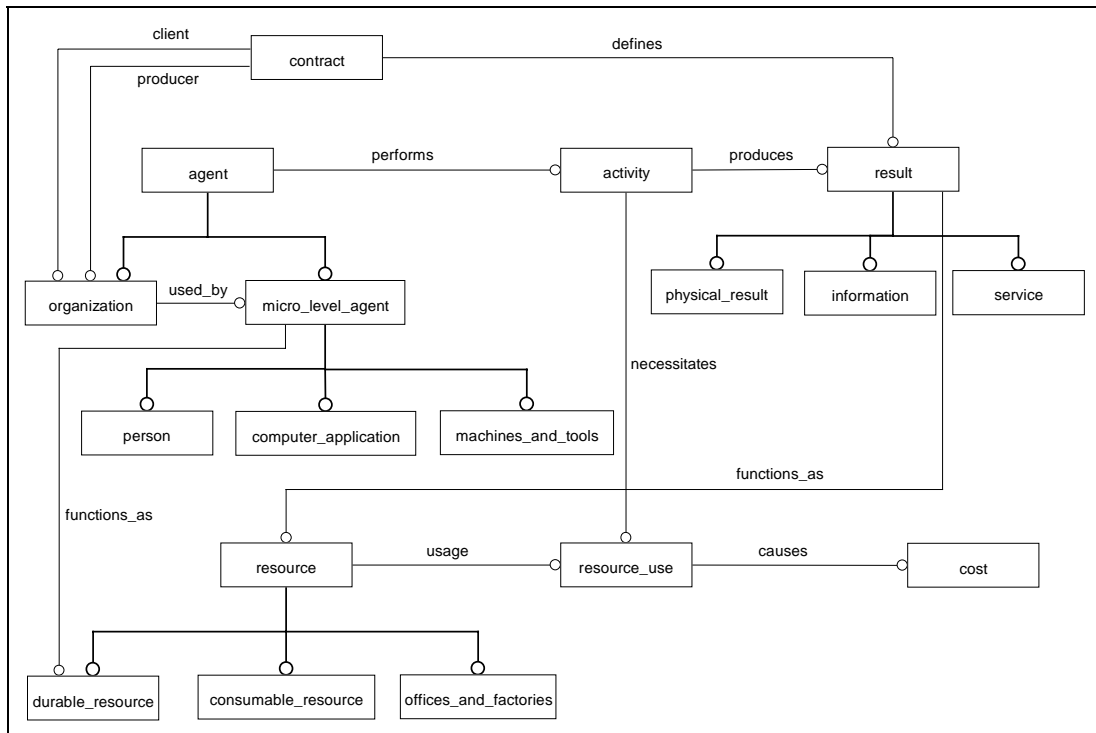 client
defines
contract
producer
performs
produces
agent
activity
result
used_by
organization
micro_level_agent
physical_result
information
service
necessitates
person
computer_application
machines_and_tools
functions_as
functions_as
usage
causes
resource
resource_use
cost
durable_resource
consumable_resource
offices_and_factories